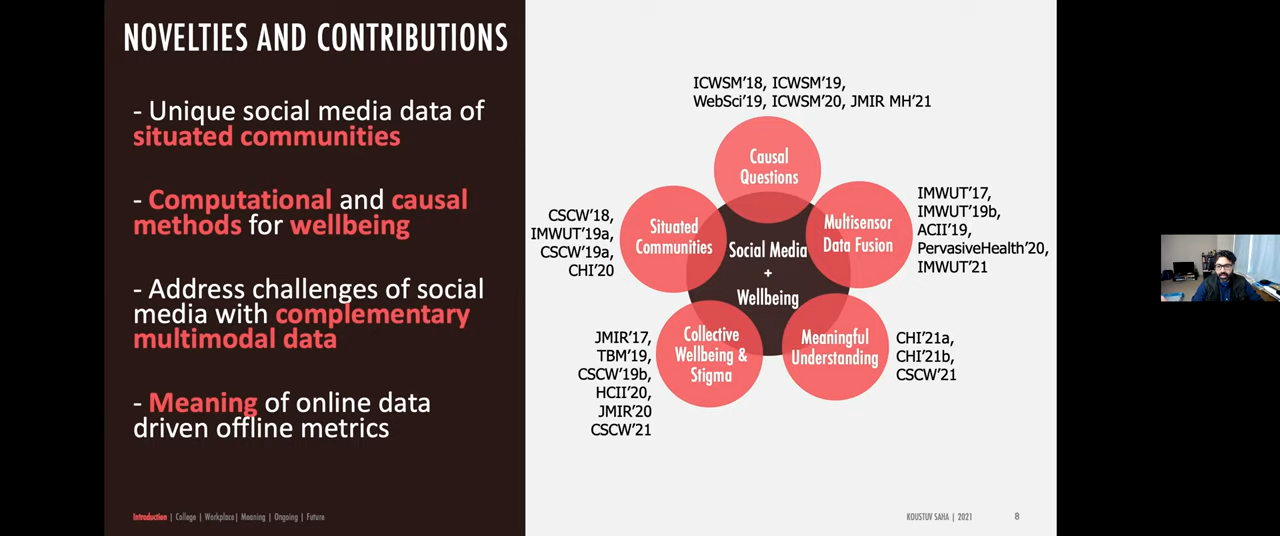 NOVELTIES AND CONTRIBUTIONS
- Unique social media data of
situated communities
- Computational and causal
methods for wellbeing
- Address challenges of social
media with complementary
multimodal data
- Meaning of online data
driven offline metrics
Introduction | College | Workplace | Meaning | Ongoing | Future
ICWSM'18, ICWSM'19,
WebSci'19, ICWSM'20, JMIR MH'21
Causal
Questions
CSCW'18,
IMWUT'19a,
CSCW'19a,
CHI'20
Situated
Communities
Multisensor
Data Fusion
IMWUT'17,
IMWUT'19b,
ACII'19,
PervasiveHealth'20,
IMWUT'21
Social Media
+
Wellbeing
JMIR'17,
TBM'19,
CSCW'19b,
HCII'20,
JMIR'20
CSCW'21
Collective
Wellbeing &
Stigma
Meaningful
Understanding
CHI'21a,
CHI'21b,
CSCW'21
KOUSTUV SAHA | 2021
8